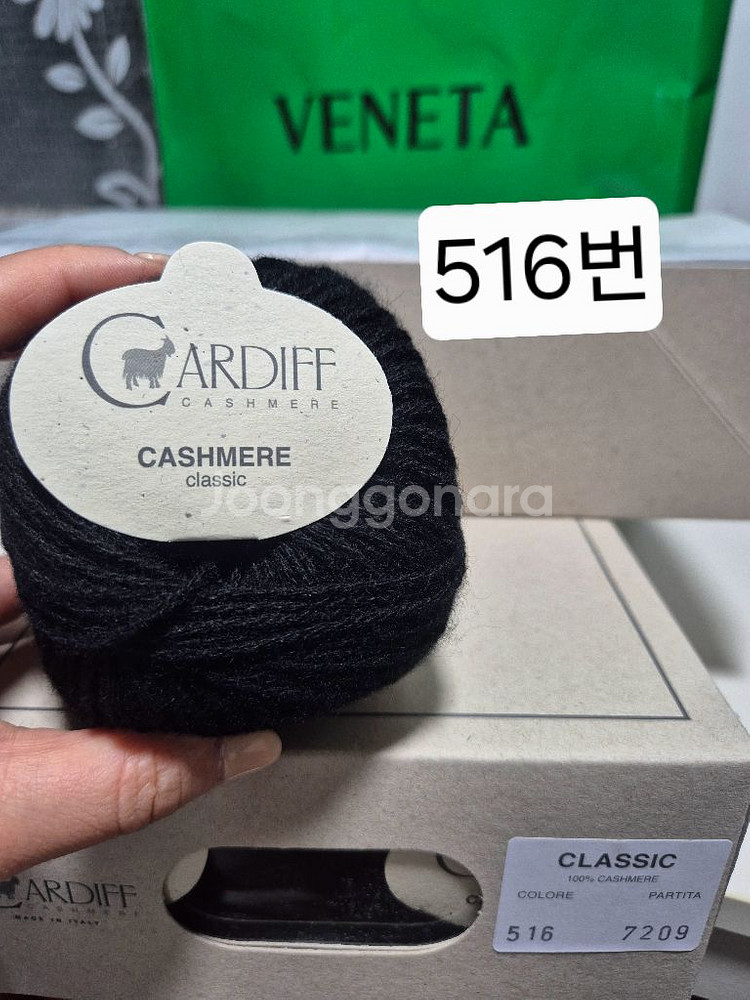 VENETA
516번
CARDIFF
CASHMERE
CASHMERE
classic
Joonggonara
CARDIFF
CASHMERE
MADE IN ITALY
CLASSIC
100% CASHMERE
COLORE PARTITA
516 7209